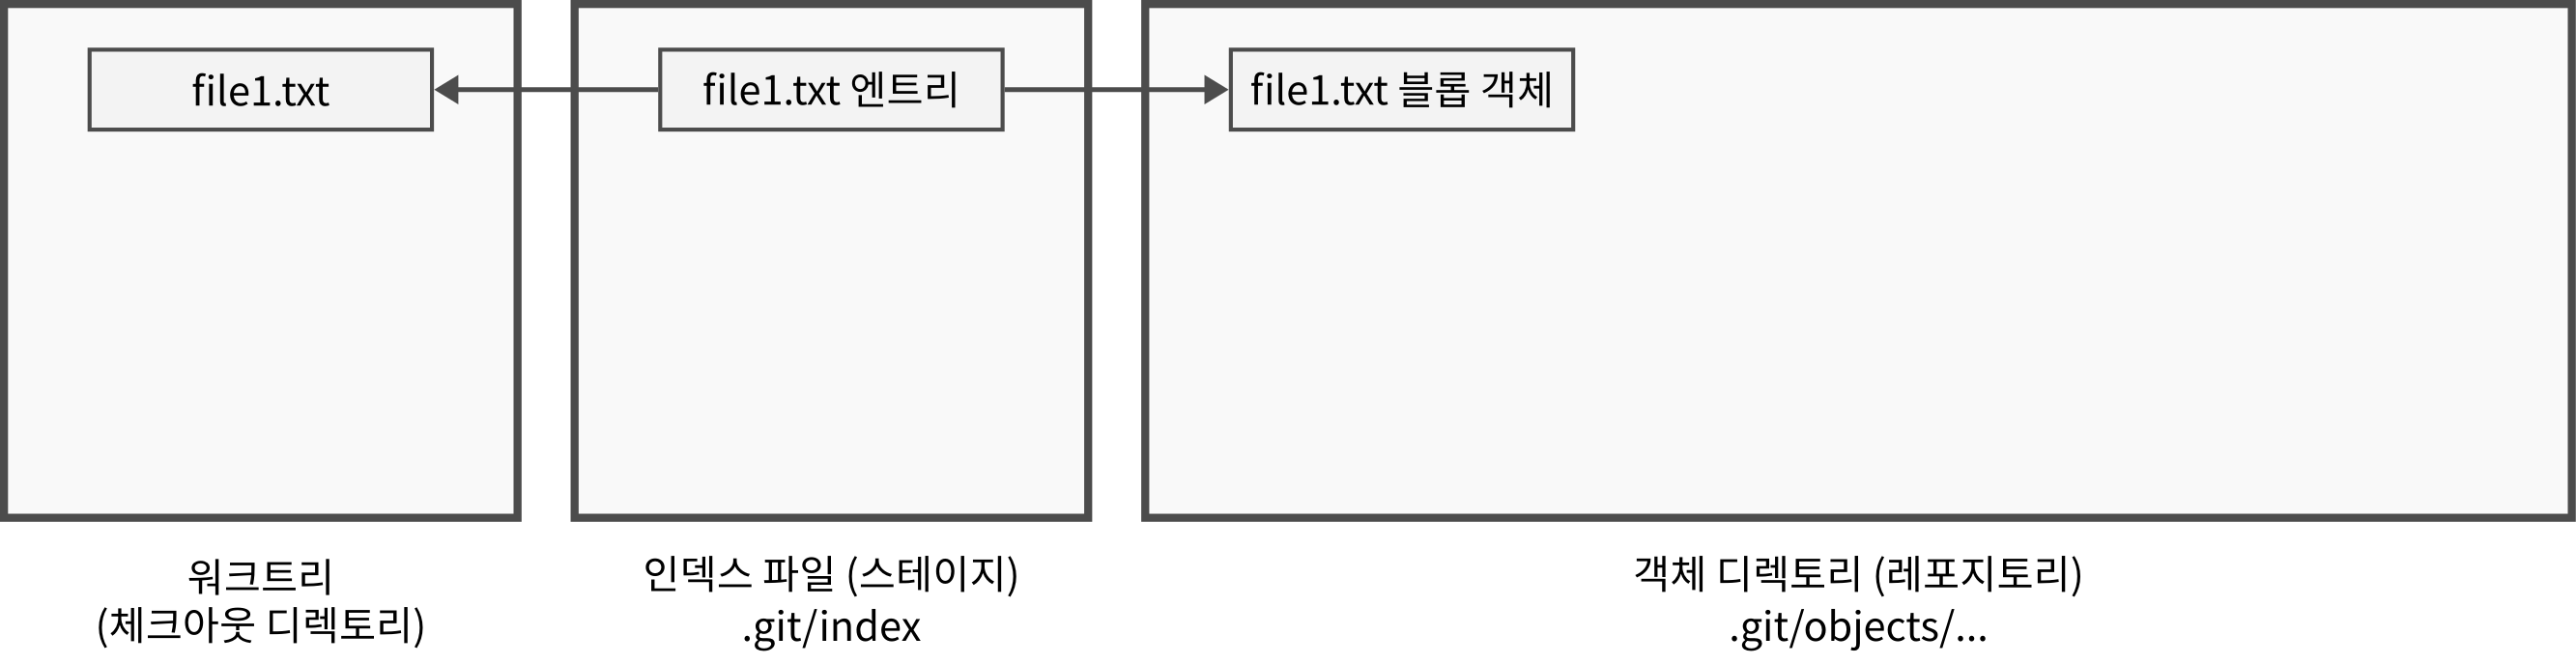 file1.txt
file1.txt 엔트리
file1.txt 블롭 객체
워크트리
(체크아웃 디렉토리)
인덱스 파일 (스테이지)
.git/index
객체 디렉토리 (레포지토리)
.git/objects/...